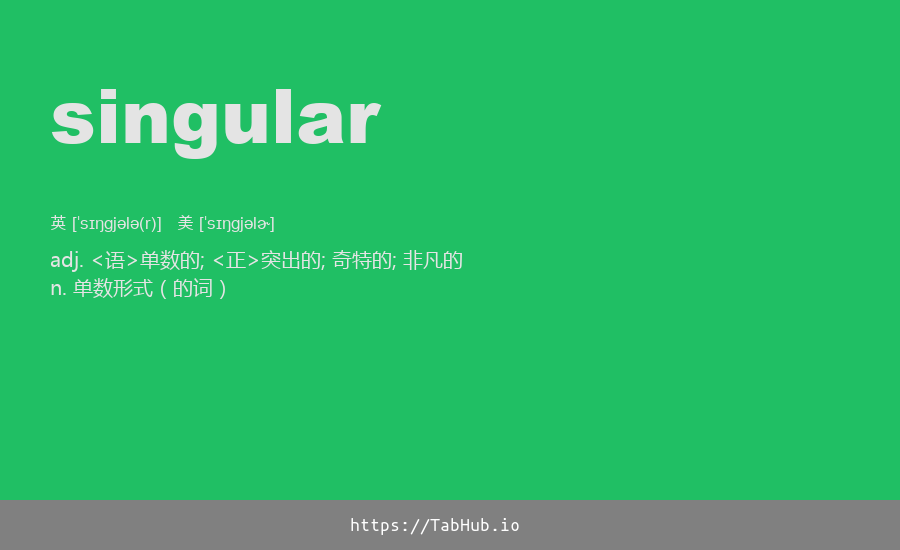 singular
英 [ˈsɪŋɡjələ(r)] 美 [ˈsɪŋɡjələ˞]
adj. <语>单数的; <正>突出的; 奇特的; 非凡的
n. 单数形式（的词）
https://TabHub.io